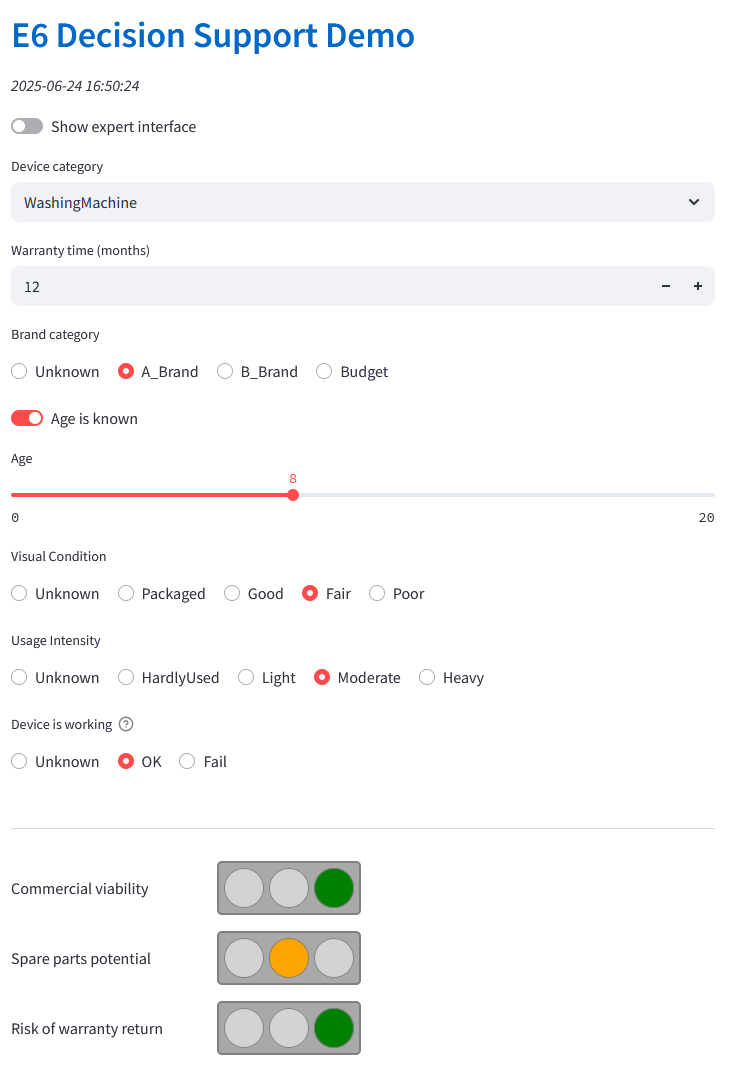 E6 Decision Support Demo
2025-06-24 16:50:24
Show expert interface
Device category
WashingMachine
Warranty time (months)
12 − +
Brand category
Unknown A_Brand B_Brand Budget
Age is known
Age
8
0 20
Visual Condition
Unknown Packaged Good Fair Poor
Usage Intensity
Unknown HardlyUsed Light Moderate Heavy
Device is working ?
Unknown OK Fail
Commercial viability
Spare parts potential
Risk of warranty return